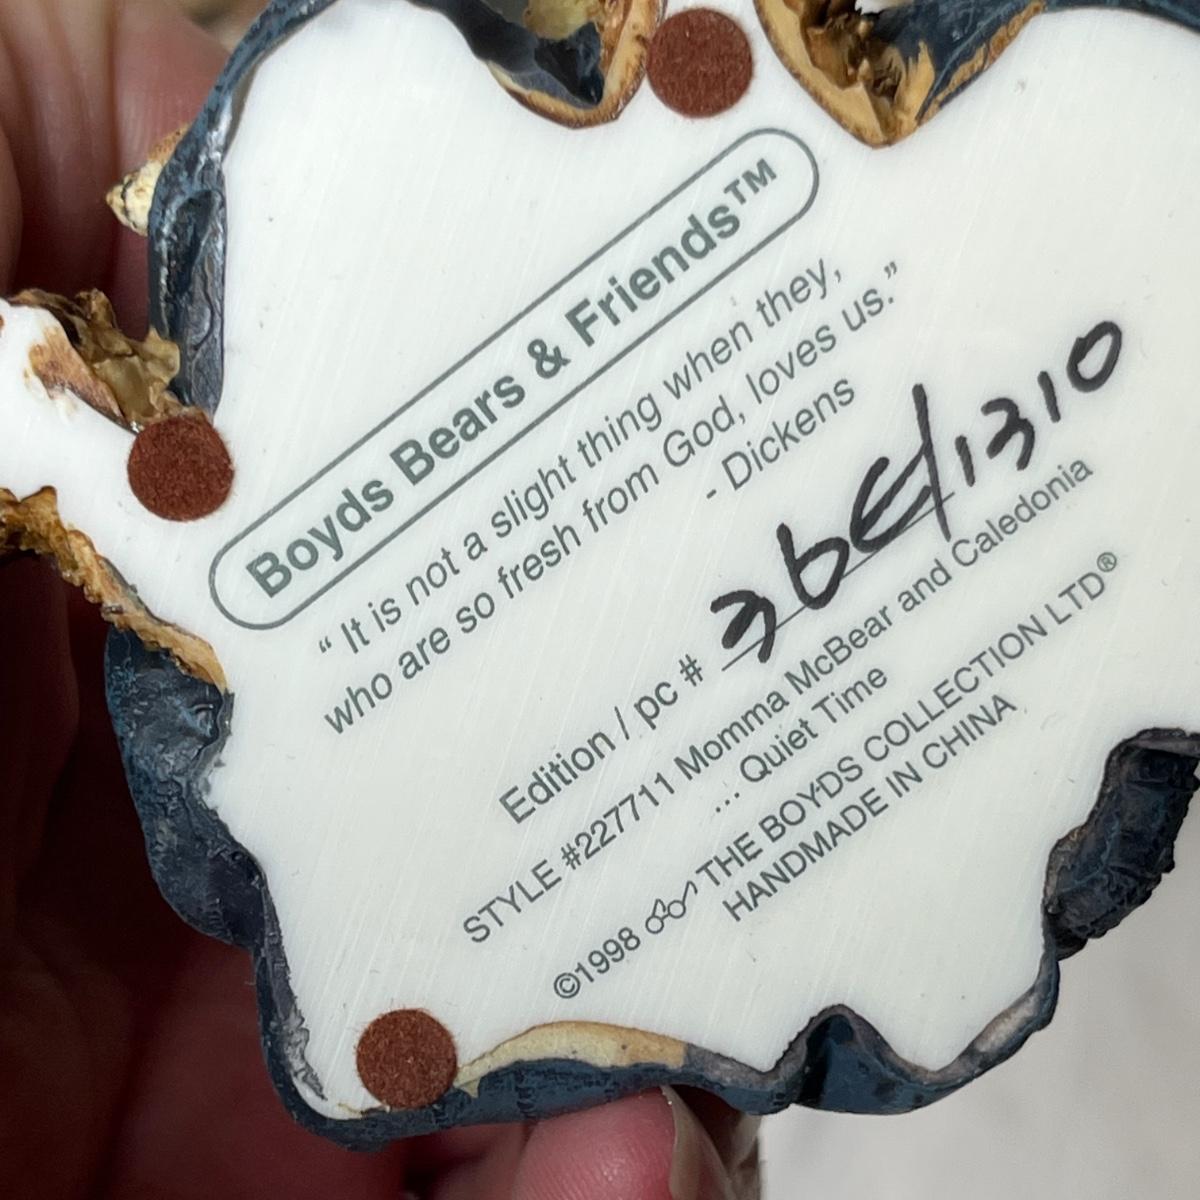 Boyds Bears & Friends™
“ It is not a slight thing when they,
who are so fresh from God, loves us.”
- Dickens
Edition / pc # 36E/1310
STYLE #227711 Momma McBear and Caledonia
... Quiet Time
©1998 THE BOYDS COLLECTION LTD®
HANDMADE IN CHINA